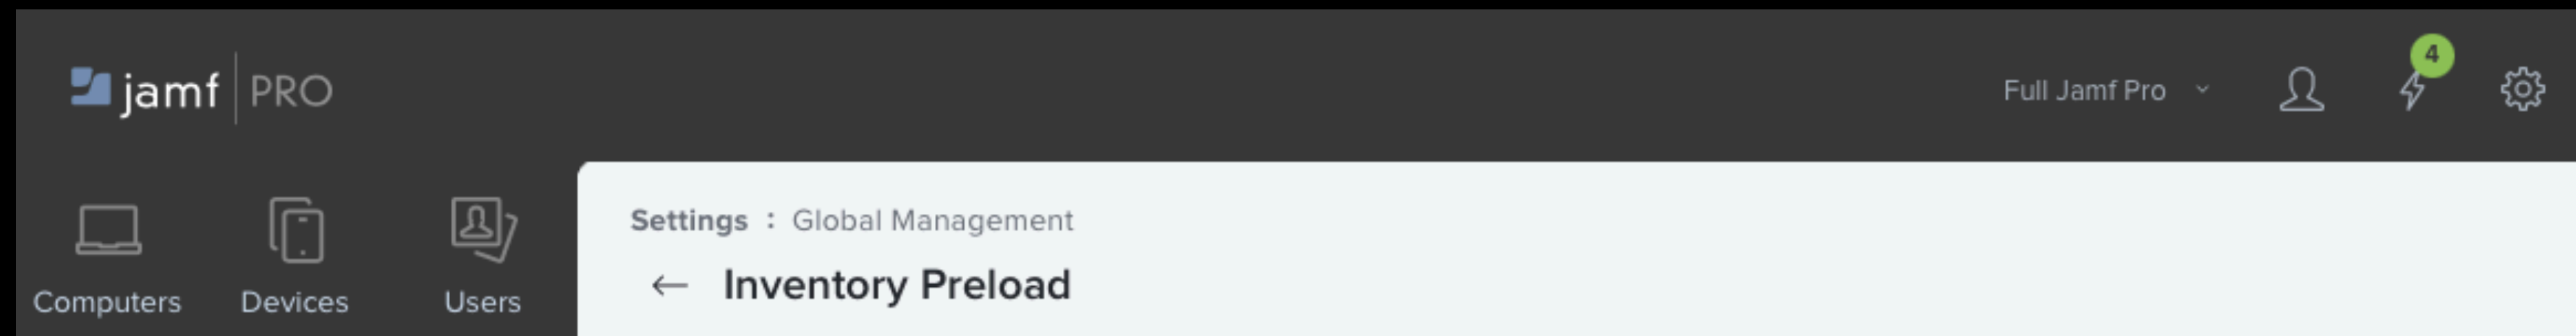 jamf PRO
Full Jamf Pro
4
Settings : Global Management
Inventory Preload
Computers
Devices
Users